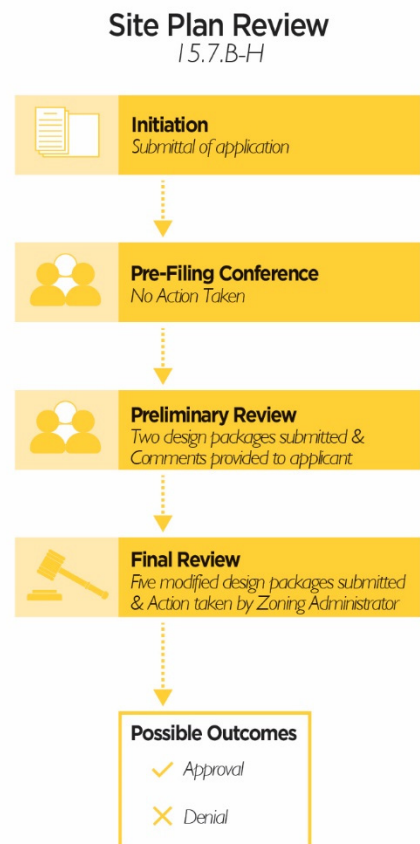 Site Plan Review
15.7.B-H
Initiation
Submittal of application
Pre-Filing Conference
No Action Taken
Preliminary Review
Two design packages submitted &
Comments provided to applicant
Final Review
Five modified design packages submitted
& Action taken by Zoning Administrator
Possible Outcomes
Approval
Denial